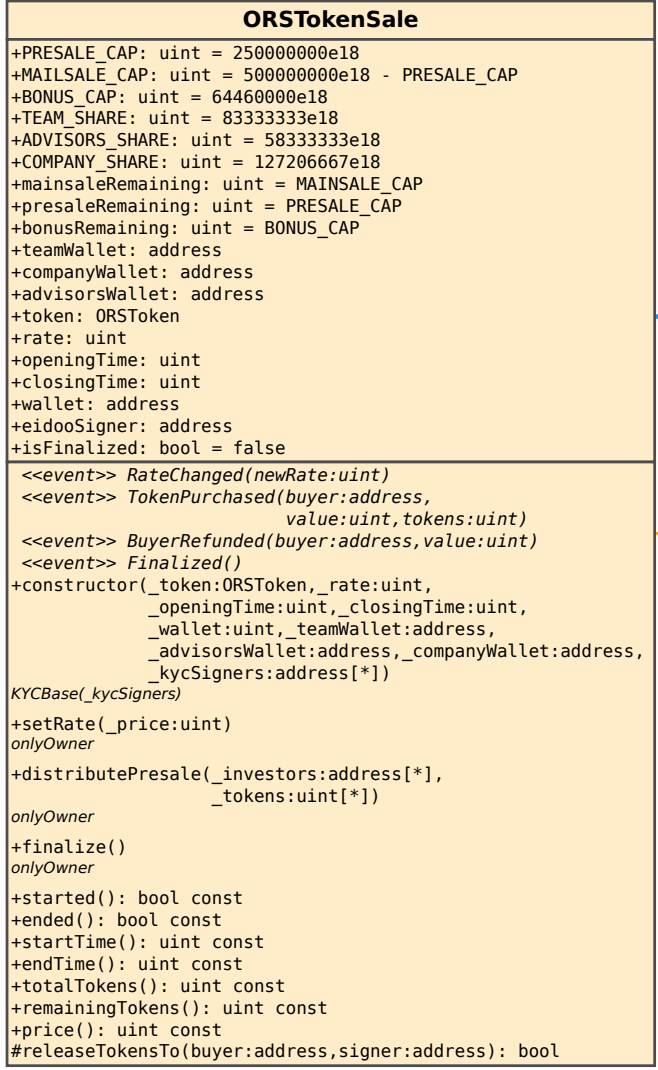 ORSTokenSale
+PRESALE_CAP: uint = 250000000e18
+MAILSALE_CAP: uint = 500000000e18 - PRESALE_CAP
+BONUS_CAP: uint = 64460000e18
+TEAM_SHARE: uint = 83333333e18
+ADVISORS_SHARE: uint = 58333333e18
+COMPANY_SHARE: uint = 127206667e18
+mainsaleRemaining: uint = MAINSALE_CAP
+presaleRemaining: uint = PRESALE_CAP
+bonusRemaining: uint = BONUS_CAP
+teamWallet: address
+companyWallet: address
+advisorsWallet: address
+token: ORSToken
+rate: uint
+openingTime: uint
+closingTime: uint
+wallet: address
+eidooSigner: address
+isFinalized: bool = false
<<event>> RateChanged(newRate:uint)
<<event>> TokenPurchased(buyer:address,
value:uint,tokens:uint)
<<event>> BuyerRefunded(buyer:address,value:uint)
<<event>> Finalized()
+constructor(_token:ORSToken,_rate:uint,
_openingTime:uint,_closingTime:uint,
_wallet:uint,_teamWallet:address,
_advisorsWallet:address,_companyWallet:address,
_kycSigners:address[*])
KYCBase(_kycSigners)
+setRate(_price:uint)
onlyOwner
+distributePresale(_investors:address[*],
_tokens:uint[*])
onlyOwner
+finalize()
onlyOwner
+started(): bool const
+ended(): bool const
+startTime(): uint const
+endTime(): uint const
+totalTokens(): uint const
+remainingTokens(): uint const
+price(): uint const
#releaseTokensTo(buyer:address,signer:address): bool